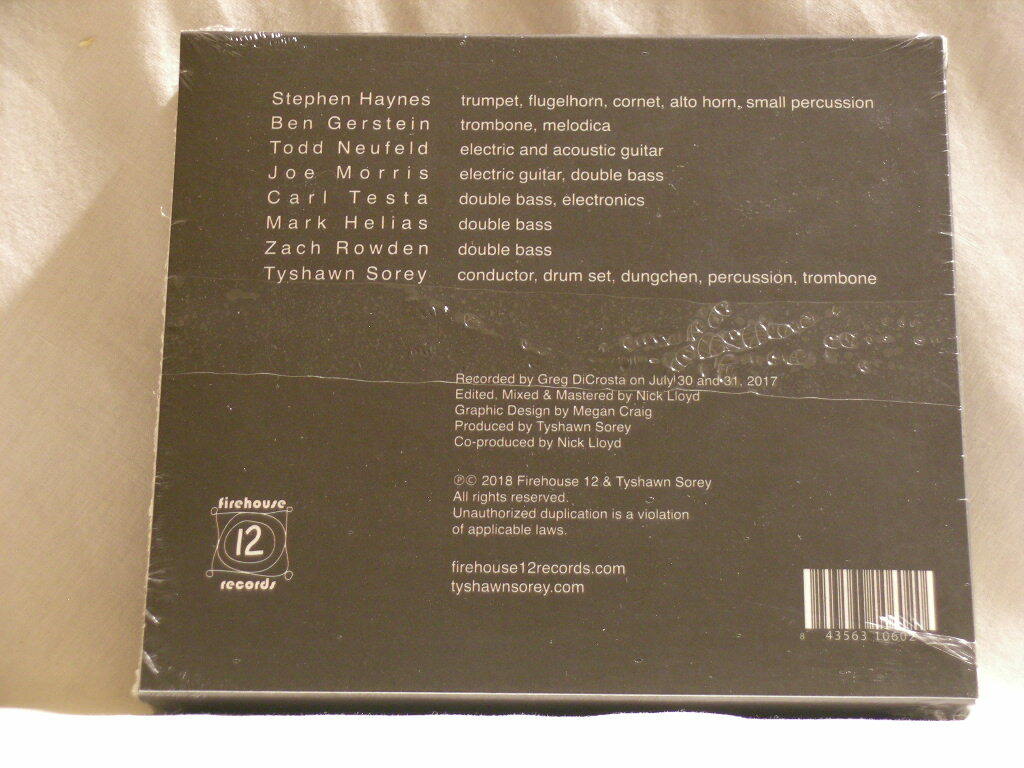 Stephen Haynes trumpet, flugelhorn, cornet, alto horn, small percussion
Ben Gerstein trombone, melodica
Todd Neufeld electric and acoustic guitar
Joe Morris electric guitar, double bass
Carl Testa double bass, electronics
Mark Helias double bass
Zach Rowden double bass
Tyshawn Sorey conductor, drum set, dungchen, percussion, trombone
Recorded by Greg DiCrosta on July 30 and 31, 2017
Edited, Mixed & Mastered by Nick Lloyd
Graphic Design by Megan Craig
Produced by Tyshawn Sorey
Co-produced by Nick Lloyd
℗© 2018 Firehouse 12 & Tyshawn Sorey
All rights reserved.
Unauthorized duplication is a violation
of applicable laws.
firehouse
12
records
firehouse12records.com
tyshawnsorey.com
8 43563 10602